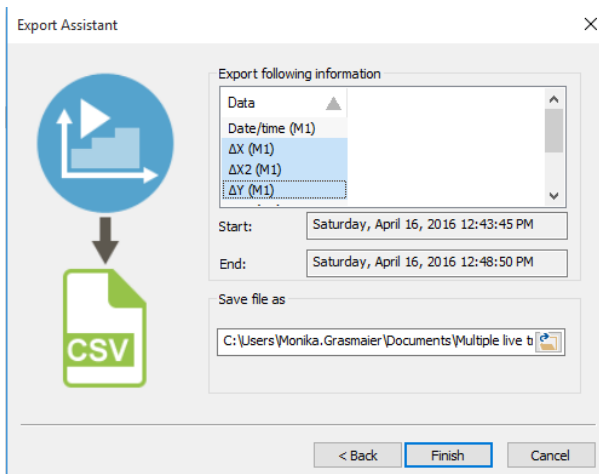 Export Assistant
Export following information
Data
Date/time (M1)
ΔX (M1)
ΔX2 (M1)
ΔY (M1)
Start:
Saturday, April 16, 2016 12:43:45 PM
End:
Saturday, April 16, 2016 12:48:50 PM
CSV
Save file as
C:\Users\Monika.Grasmaier\Documents\Multiple live
< Back
Finish
Cancel